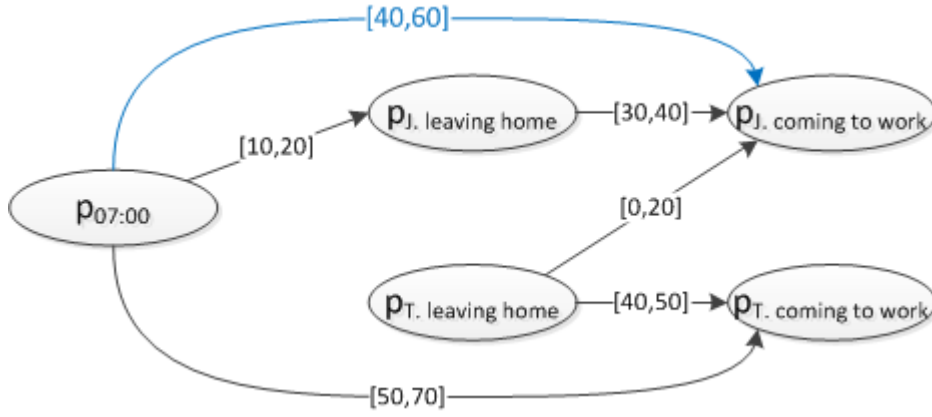 [40,60]
pJ. leaving home
[30,40]
pJ. coming to work
[10,20]
p07:00
[0,20]
pT. leaving home
[40,50]
pT. coming to work
[50,70]